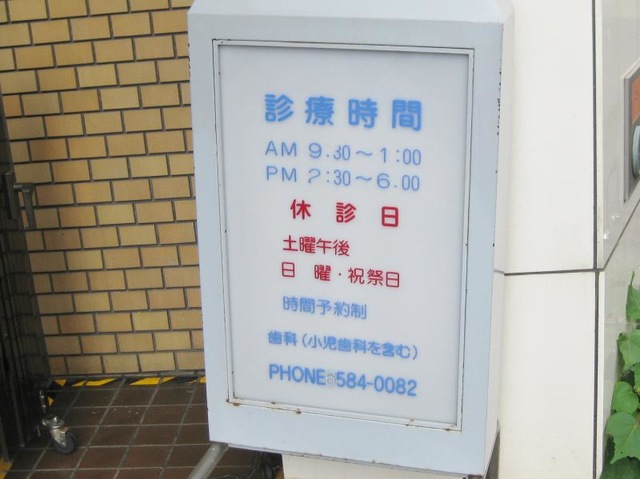 診療時間
AM 9.30～1:00
PM 2:30～6.00
休診日
土曜午後
日 曜・祝祭日
時間予約制
歯科(小児歯科を含む)
PHONE 584-0082